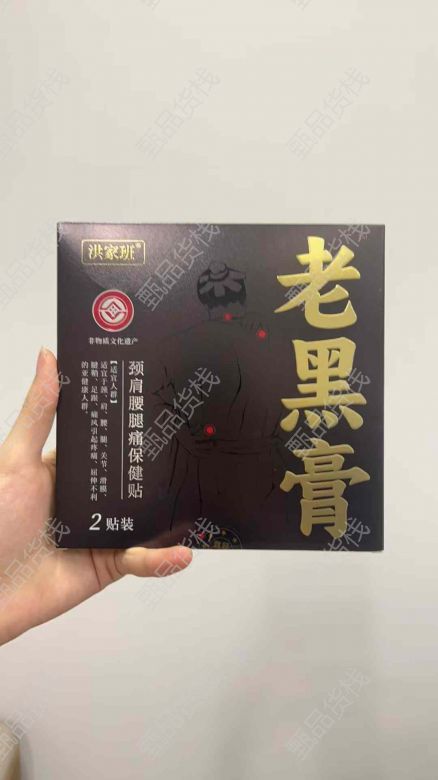 洪家班®
非物质文化遗产
老黑膏
颈肩腰腿痛保健贴
【适宜人群】
适宜于颈、肩、腰、腿、关节、滑膜、
腱鞘、足跟、痛风引起疼痛、屈伸不利
的亚健康人群。
2贴装
甄品货栈